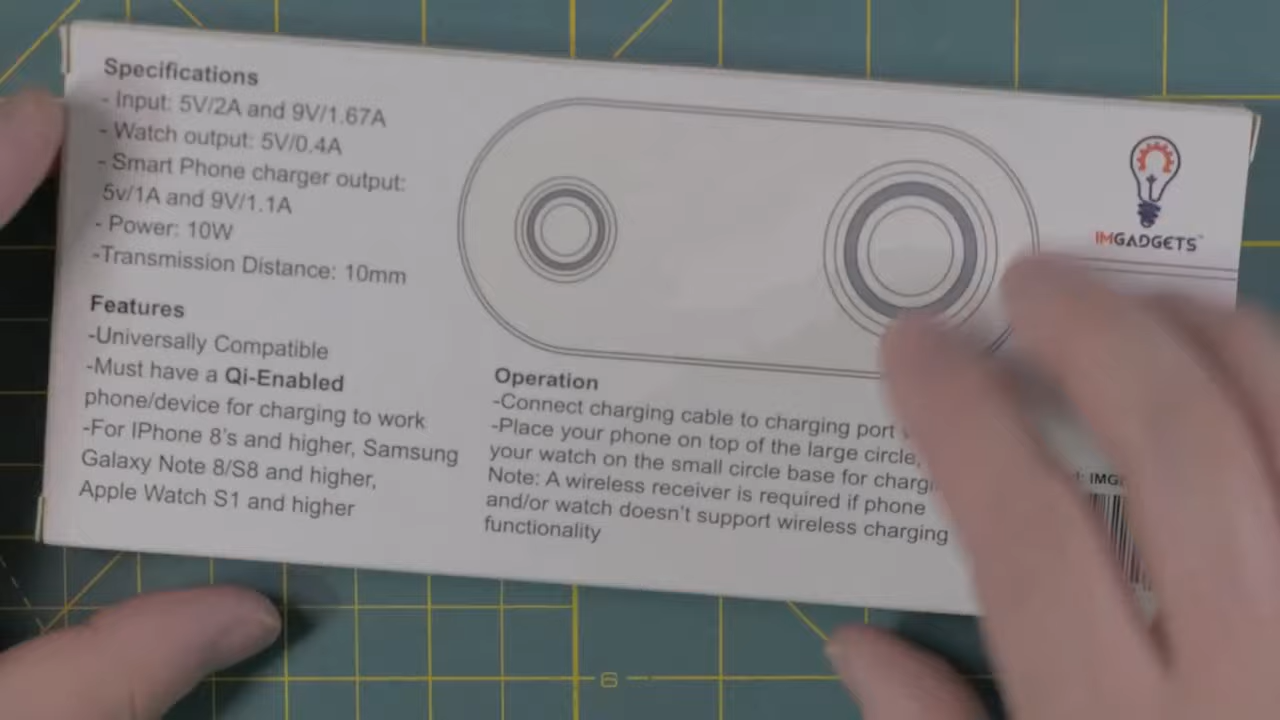 Specifications
- Input: 5V/2A and 9V/1.67A
- Watch output: 5V/0.4A
- Smart Phone charger output:
5v/1A and 9V/1.1A
- Power: 10W
-Transmission Distance: 10mm
Features
-Universally Compatible
-Must have a Qi-Enabled
phone/device for charging to work
-For IPhone 8's and higher, Samsung
Galaxy Note 8/S8 and higher,
Apple Watch S1 and higher
Operation
-Connect charging cable to charging port
-Place your phone on top of the large circle,
your watch on the small circle base for
Note: A wireless receiver is required if phone
and/or watch doesn't support wireless charging
functionality
IMGADGETS™
6